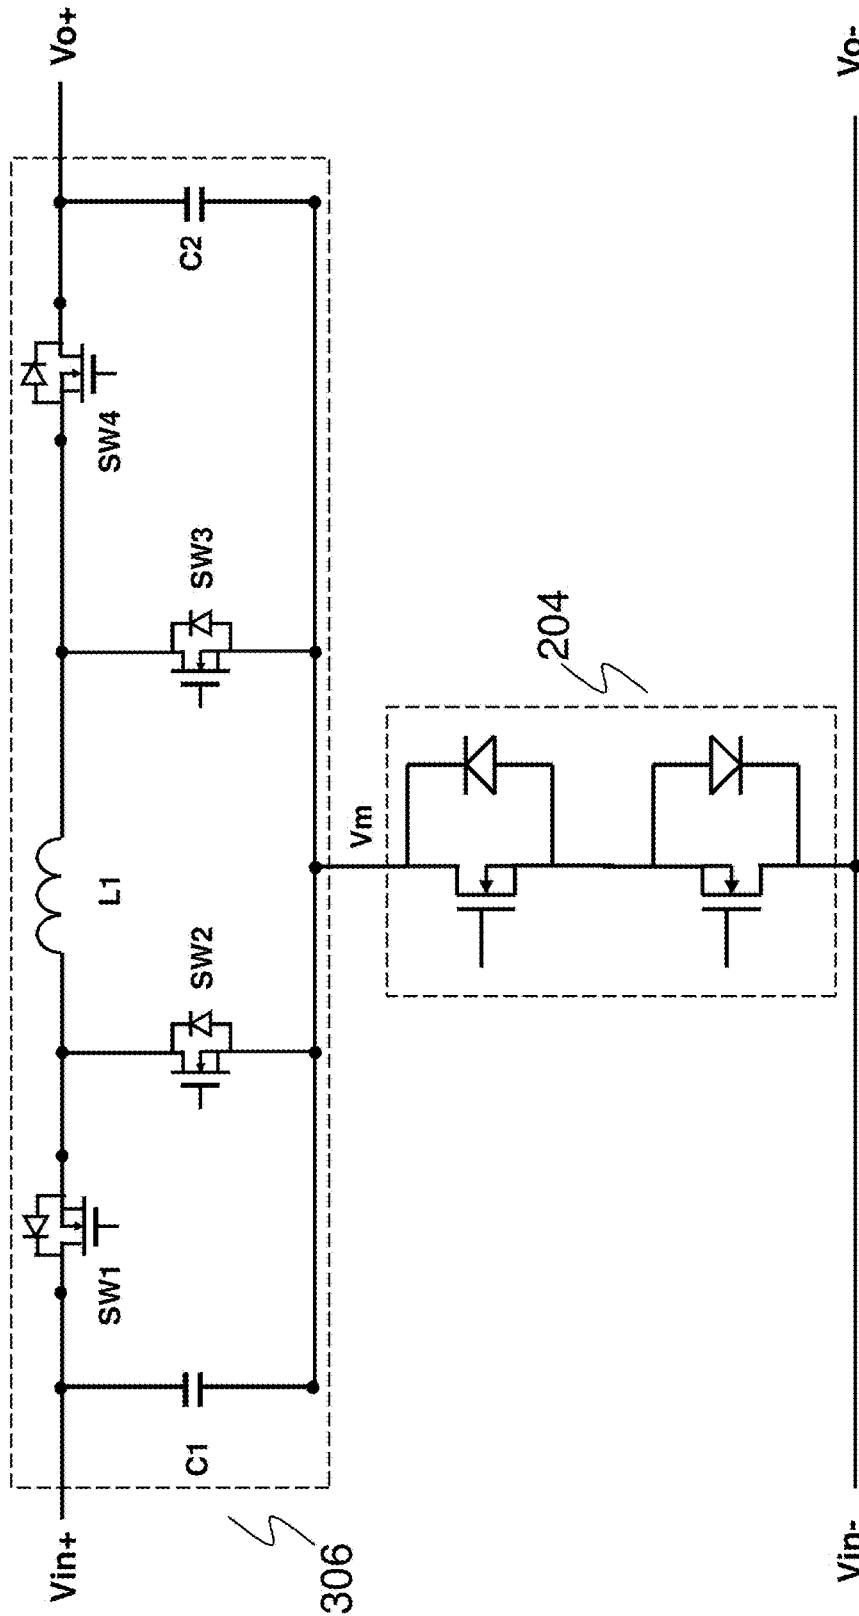 Vin+
Vo+
SW1
SW4
L1
C1
SW2
SW3
C2
306
Vm
204
Vin-
Vo-